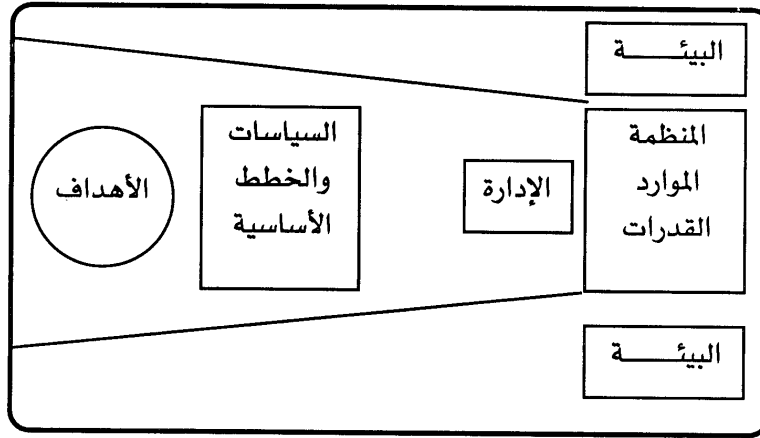 البيئـــــة
المنظمة
الموارد
القدرات
الإدارة
السياسات
والخطط
الأساسية
الأهداف
البيئـــــة